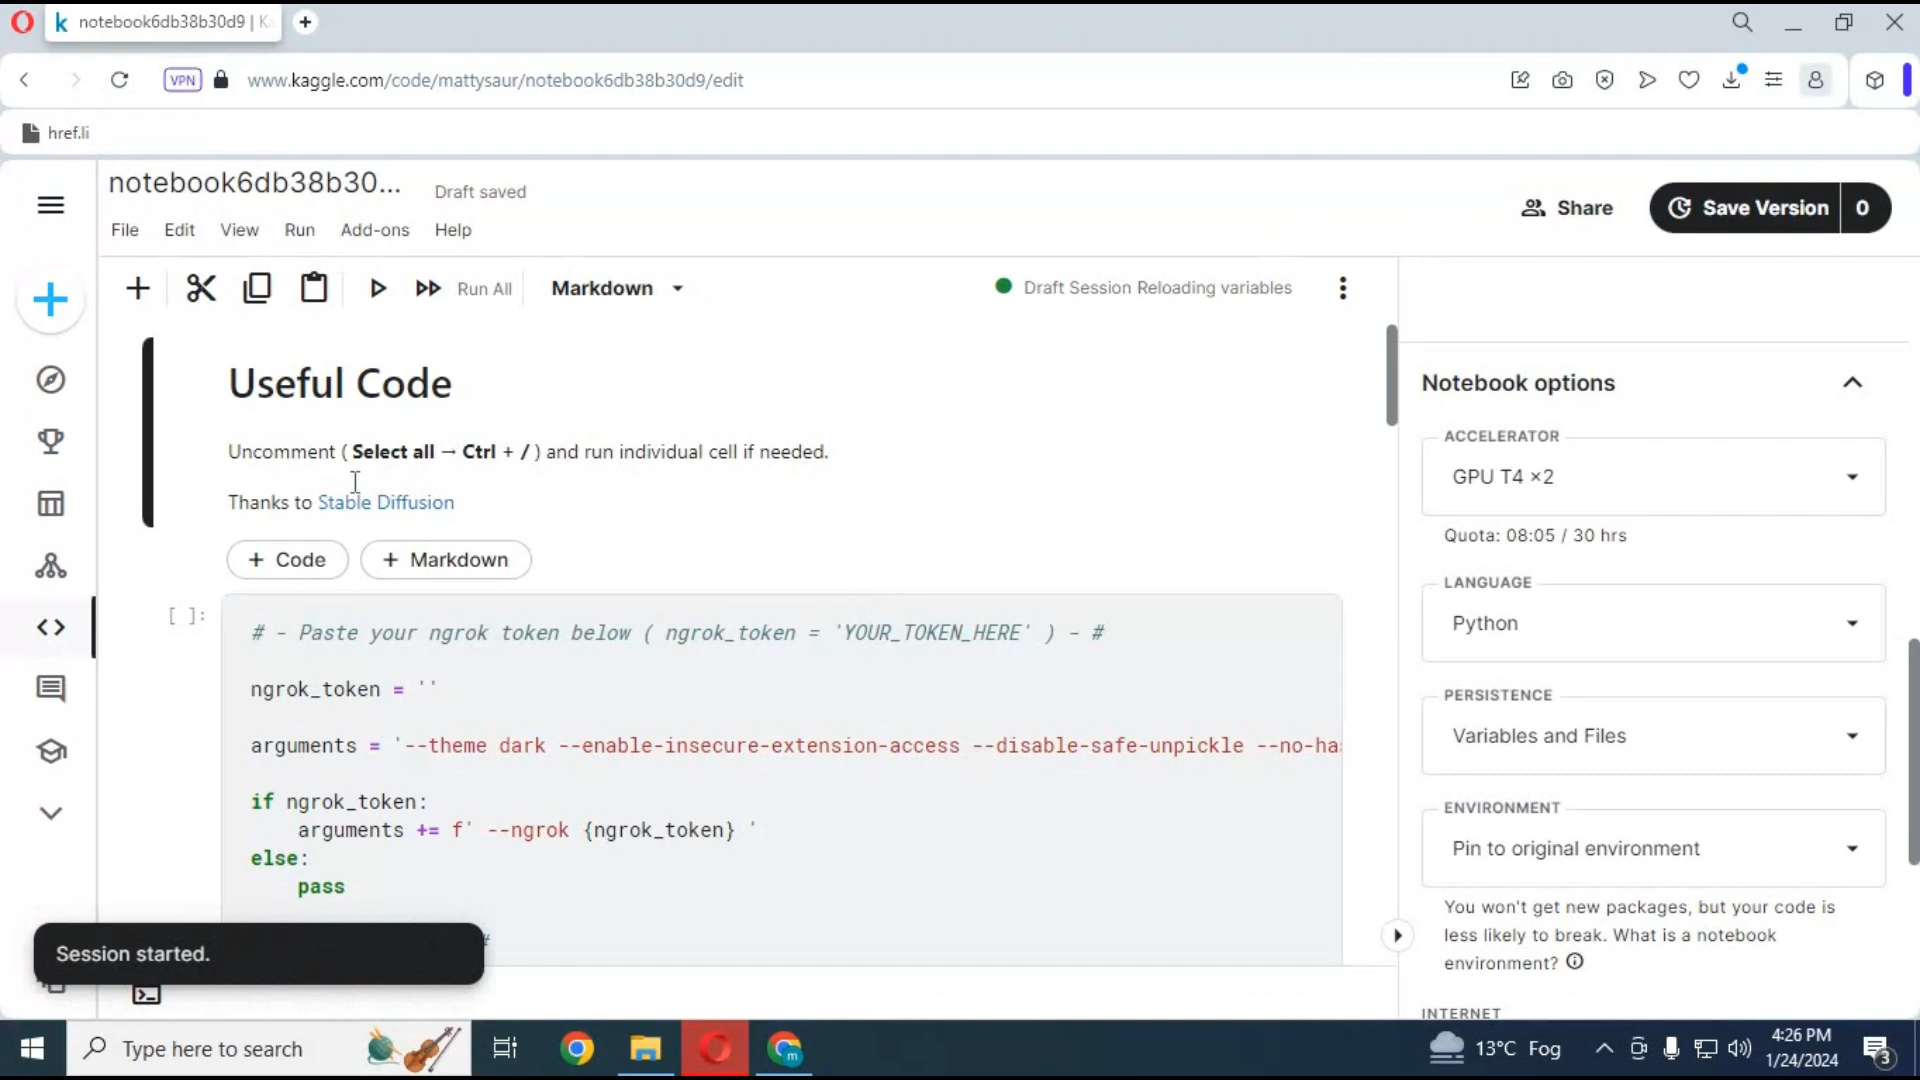 notebook6db38b30d9 | Ka
VPN
www.kaggle.com/code/mattysaur/notebook6db38b30d9/edit
href.li
notebook6db38b30...
Draft saved
Share
Save Version
0
File
Edit
View
Run
Add-ons
Help
Run All
Markdown
Draft Session Reloading variables
Useful Code
Uncomment ( Select all → Ctrl + / ) and run individual cell if needed.
Thanks to Stable Diffusion
+ Code
+ Markdown
[ ]:
# - Paste your ngrok token below ( ngrok_token = 'YOUR_TOKEN_HERE' ) - #
ngrok_token = ''
arguments = '--theme dark --enable-insecure-extension-access --disable-safe-unpickle --no-ha
if ngrok_token:
arguments += f' --ngrok {ngrok_token} '
else:
pass
#
Session started.
Notebook options
ACCELERATOR
GPU T4 ×2
Quota: 08:05 / 30 hrs
LANGUAGE
Python
PERSISTENCE
Variables and Files
ENVIRONMENT
Pin to original environment
You won't get new packages, but your code is
less likely to break. What is a notebook
environment?
INTERNET
Type here to search
13°C Fog
4:26 PM
1/24/2024
3